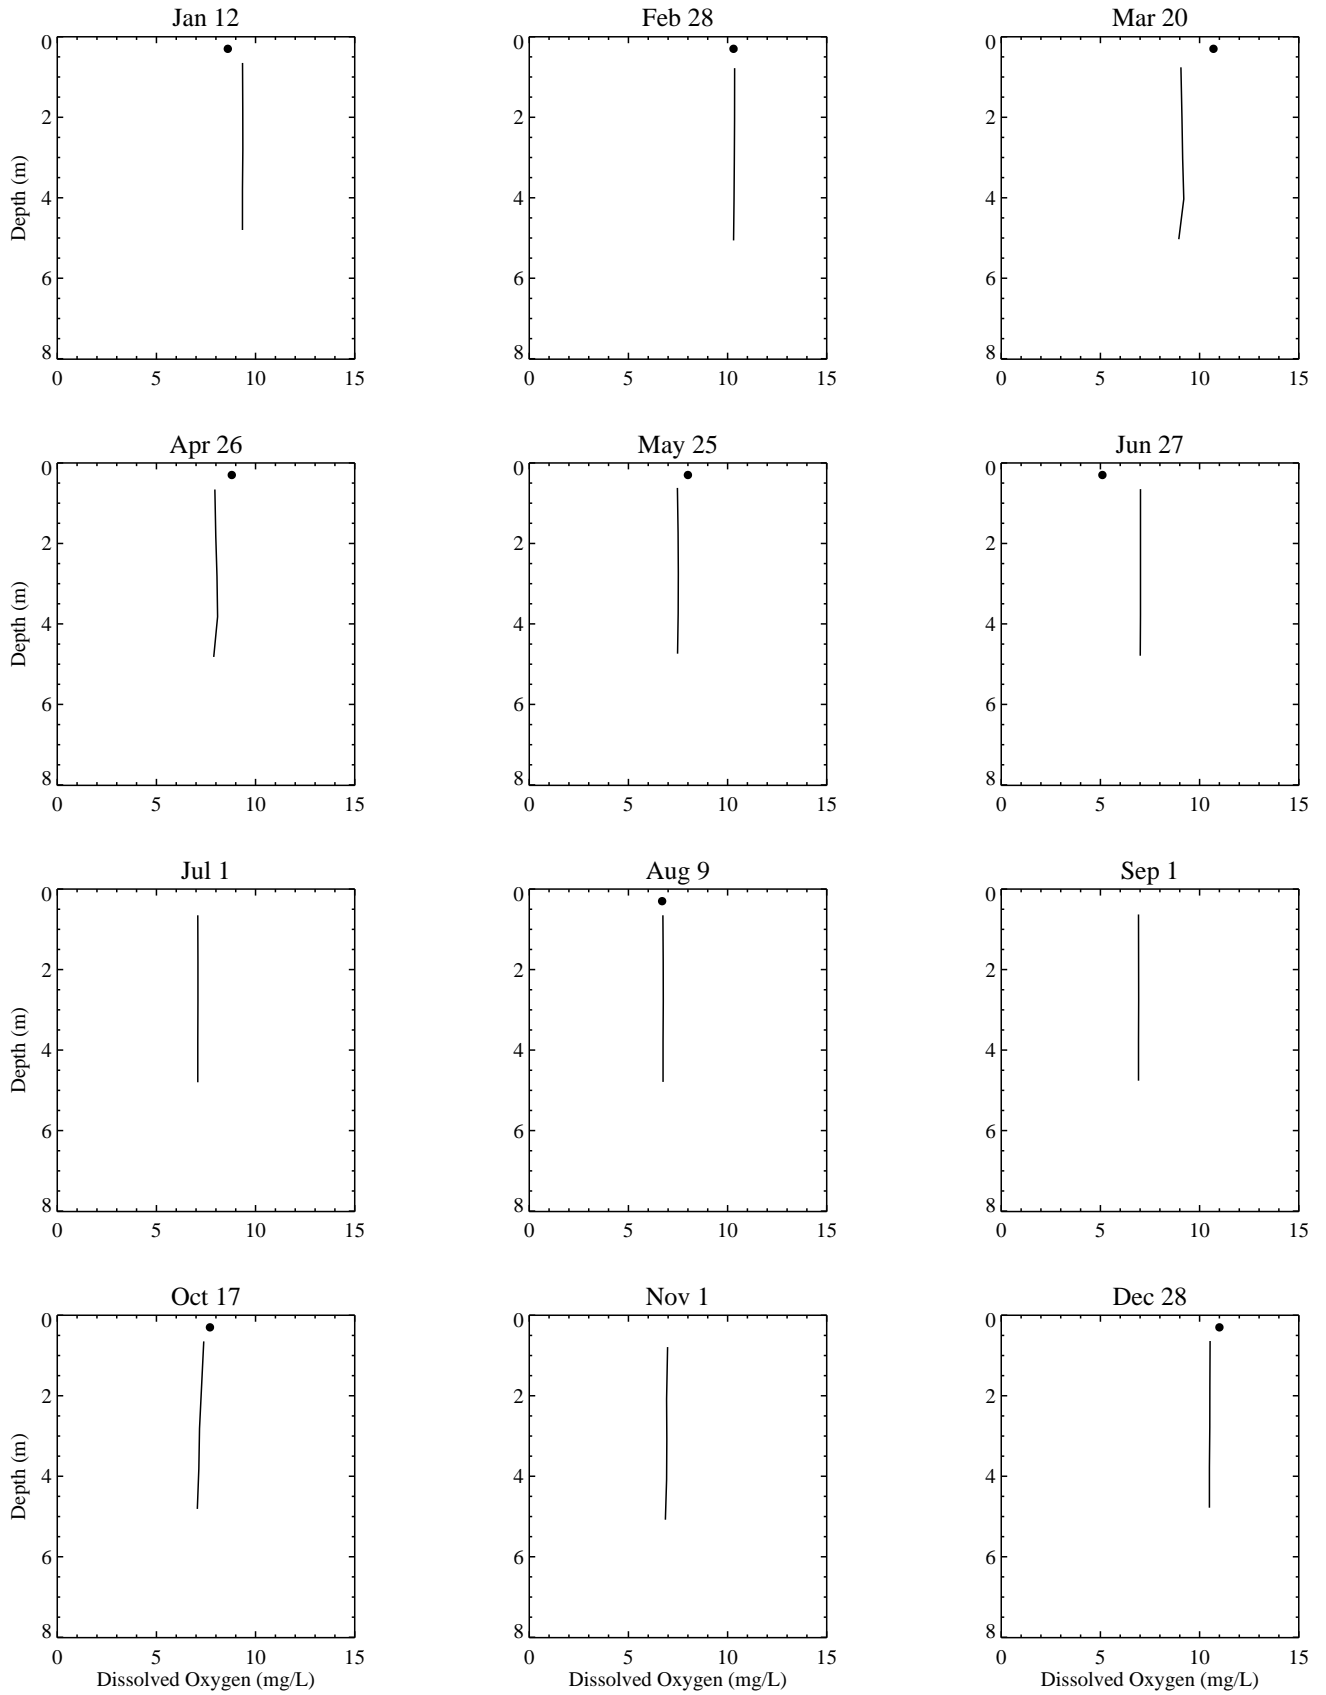 Jan 12
Feb 28
Mar 20
0
2
4
6
8
Depth (m)
0 5 10 15
0
2
4
6
8
0 5 10 15
0
2
4
6
8
0 5 10 15
Apr 26
May 25
Jun 27
0
2
4
6
8
Depth (m)
0 5 10 15
0
2
4
6
8
0 5 10 15
0
2
4
6
8
0 5 10 15
Jul 1
Aug 9
Sep 1
0
2
4
6
8
Depth (m)
0 5 10 15
0
2
4
6
8
0 5 10 15
0
2
4
6
8
0 5 10 15
Oct 17
Nov 1
Dec 28
0
2
4
6
8
Depth (m)
0 5 10 15
Dissolved Oxygen (mg/L)
0
2
4
6
8
0 5 10 15
Dissolved Oxygen (mg/L)
0
2
4
6
8
0 5 10 15
Dissolved Oxygen (mg/L)